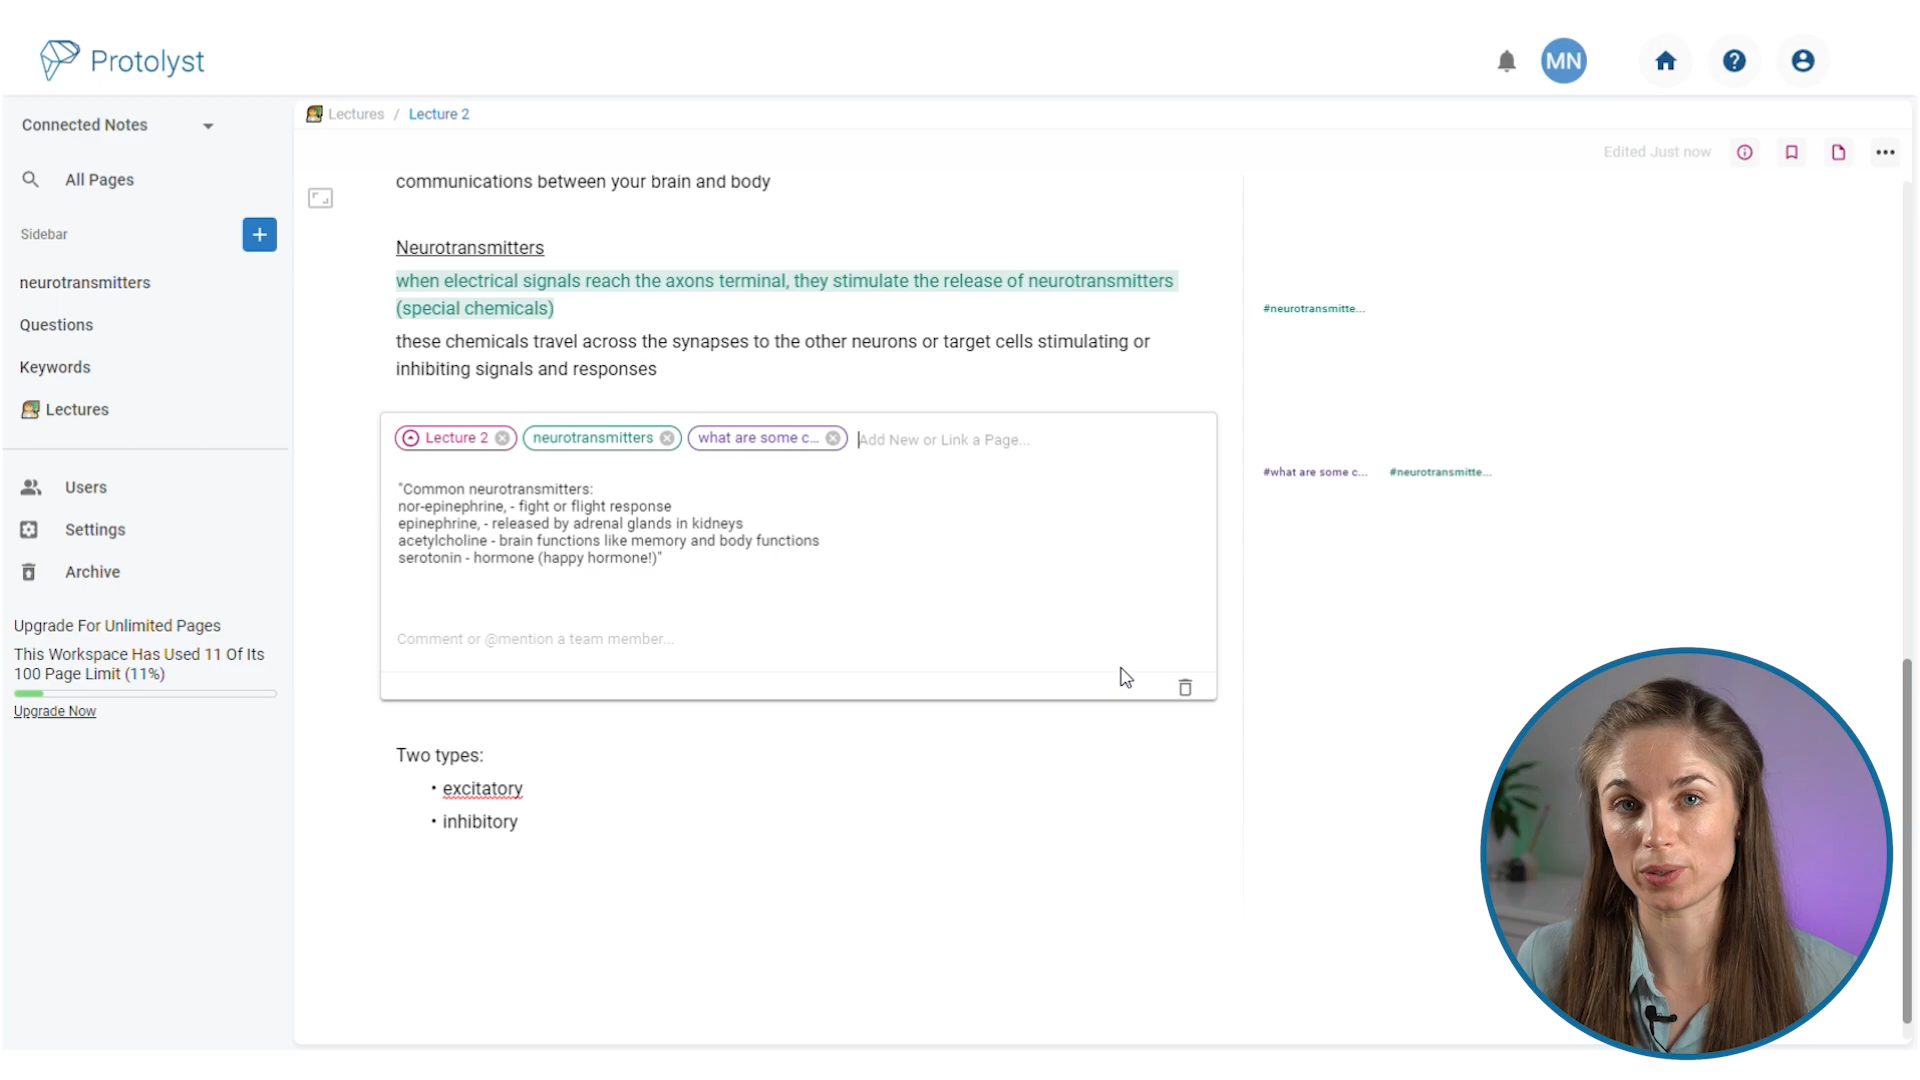 Protolyst
MN
Connected Notes
Lectures / Lecture 2
Edited Just now
All Pages
Sidebar
neurotransmitters
Questions
Keywords
Lectures
Users
Settings
Archive
Upgrade For Unlimited Pages
This Workspace Has Used 11 Of Its
100 Page Limit (11%)
Upgrade Now
communications between your brain and body
Neurotransmitters
when electrical signals reach the axons terminal, they stimulate the release of neurotransmitters
(special chemicals)
these chemicals travel across the synapses to the other neurons or target cells stimulating or
inhibiting signals and responses
Lecture 2 neurotransmitters what are some c... Add New or Link a Page...
"Common neurotransmitters:
nor-epinephrine, - fight or flight response
epinephrine, - released by adrenal glands in kidneys
acetylcholine - brain functions like memory and body functions
serotonin - hormone (happy hormone!)"
Comment or @mention a team member...
Two types:
• excitatory
• inhibitory
#neurotransmitte...
#what are some c... #neurotransmitte...